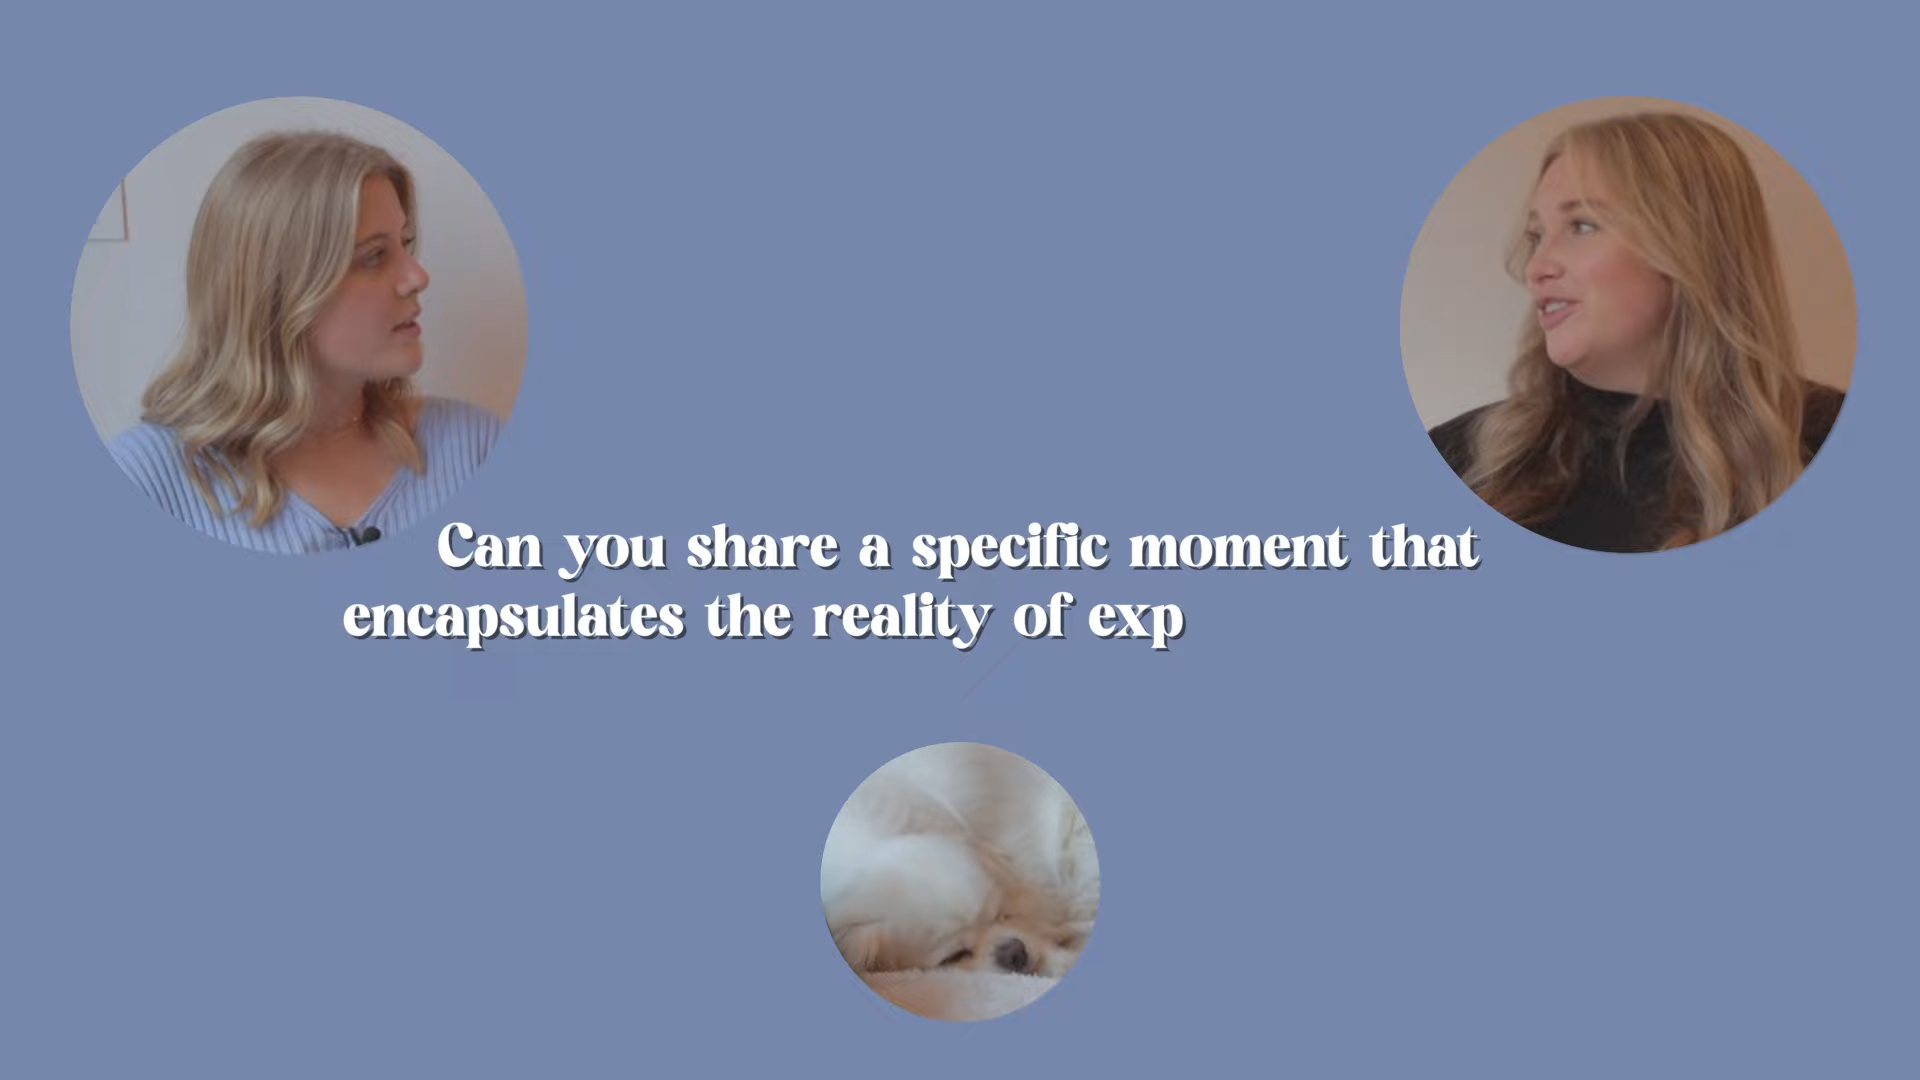 Can you share a specific moment that
encapsulates the reality of exp